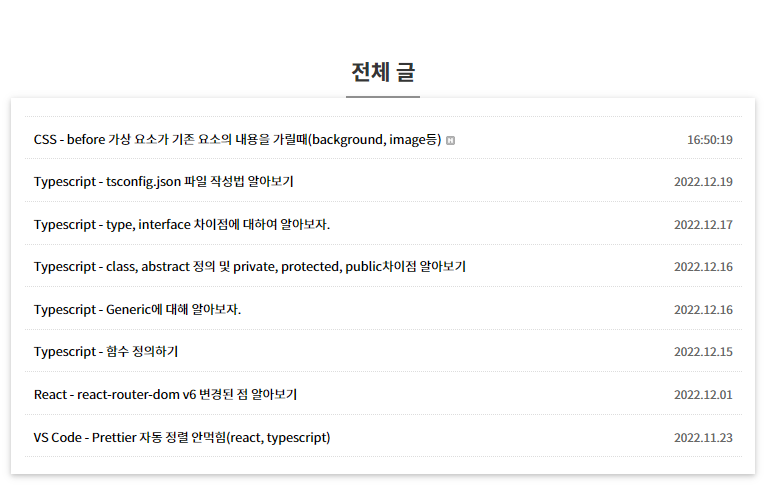 전체 글
CSS - before 가상 요소가 기존 요소의 내용을 가릴때(background, image등) N 16:50:19
Typescript - tsconfig.json 파일 작성법 알아보기 2022.12.19
Typescript - type, interface 차이점에 대하여 알아보자. 2022.12.17
Typescript - class, abstract 정의 및 private, protected, public차이점 알아보기 2022.12.16
Typescript - Generic에 대해 알아보자. 2022.12.16
Typescript - 함수 정의하기 2022.12.15
React - react-router-dom v6 변경된 점 알아보기 2022.12.01
VS Code - Prettier 자동 정렬 안먹힘(react, typescript) 2022.11.23